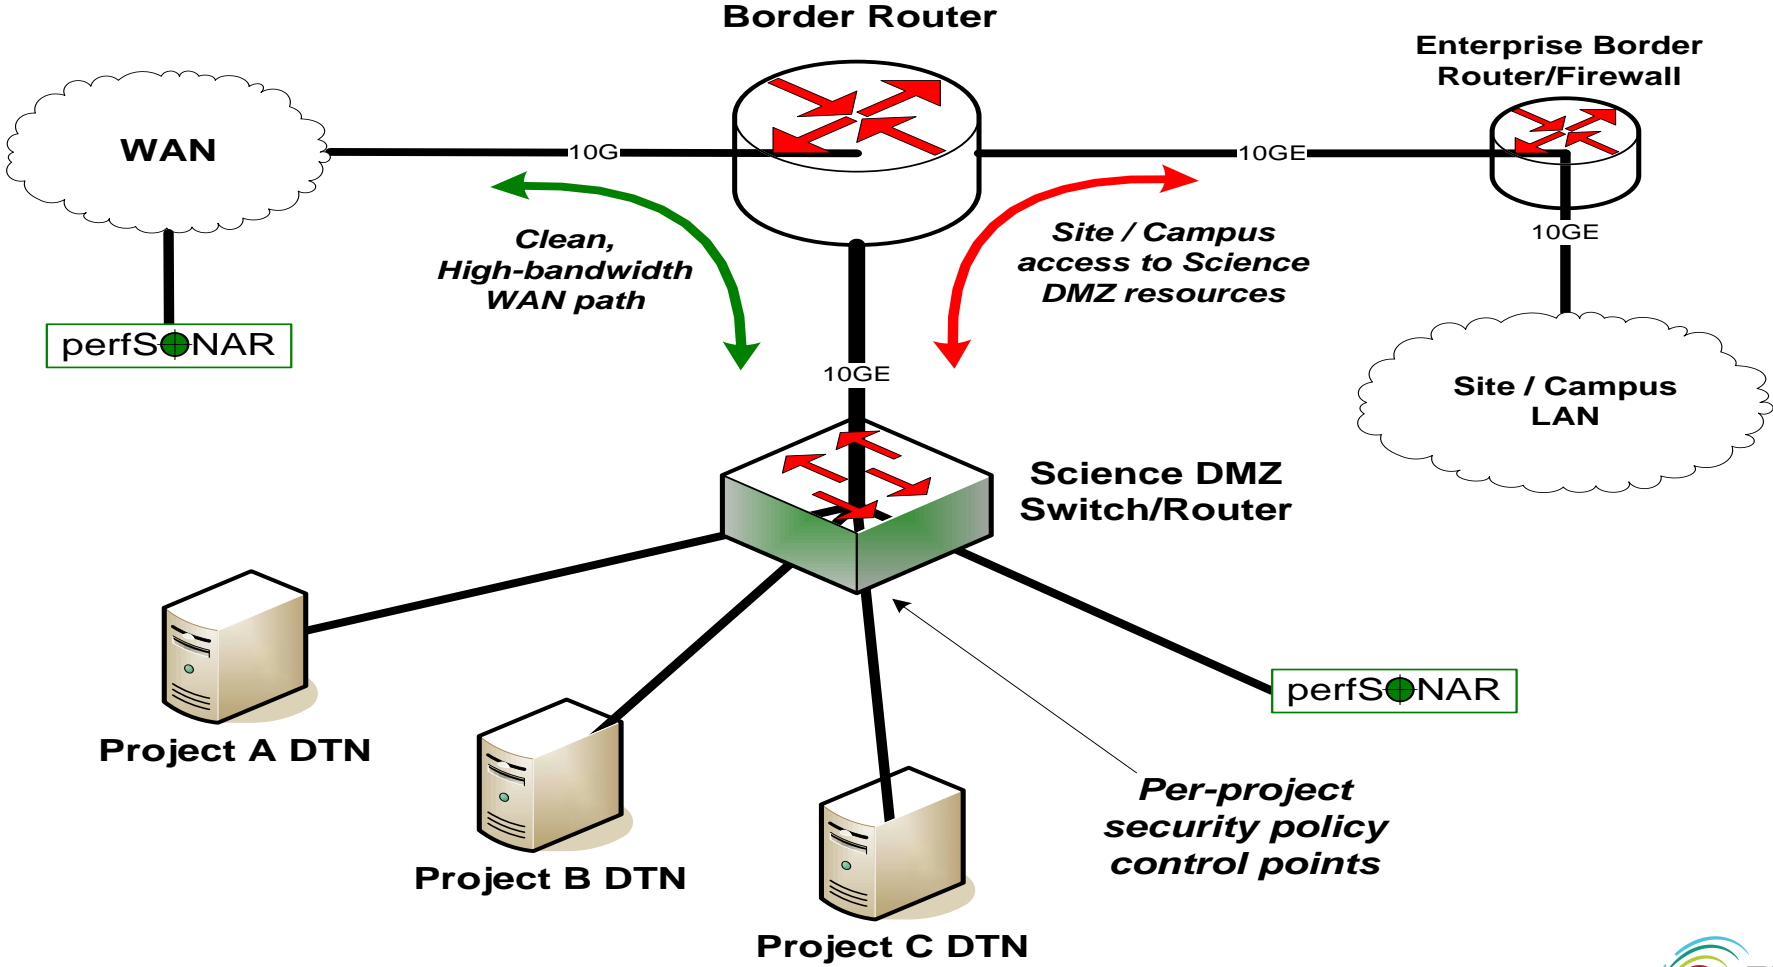 Border Router
Enterprise Border
Router/Firewall
WAN
10G
10GE
10GE
Clean,
High-bandwidth
WAN path
Site / Campus
access to Science
DMZ resources
perfSONAR
10GE
Site / Campus
LAN
Science DMZ
Switch/Router
perfSONAR
Project A DTN
Per-project
security policy
control points
Project B DTN
Project C DTN